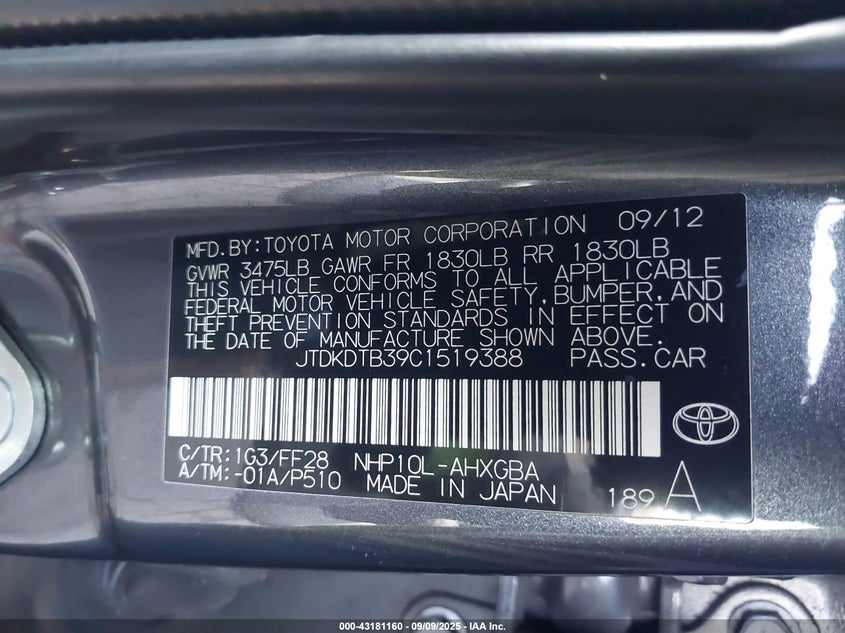 MFD.BY:TOYOTA MOTOR CORPORATION 09/12
GVWR 3475LB GAWR FR 1830LB RR 1830LB
THIS VEHICLE CONFORMS TO ALL APPLICABLE
FEDERAL MOTOR VEHICLE SAFETY,BUMPER,AND
THEFT PREVENTION STANDARDS IN EFFECT ON
THE DATE OF MANUFACTURE SHOWN ABOVE.
JTDKDTB39C1519388 PASS.CAR
C/TR:1G3/FF28 NHP10L-AHXGBA
A/TM:-01A/P510 MADE IN JAPAN 189 A
000-43181160 - 09/09/2025 - IAA Inc.